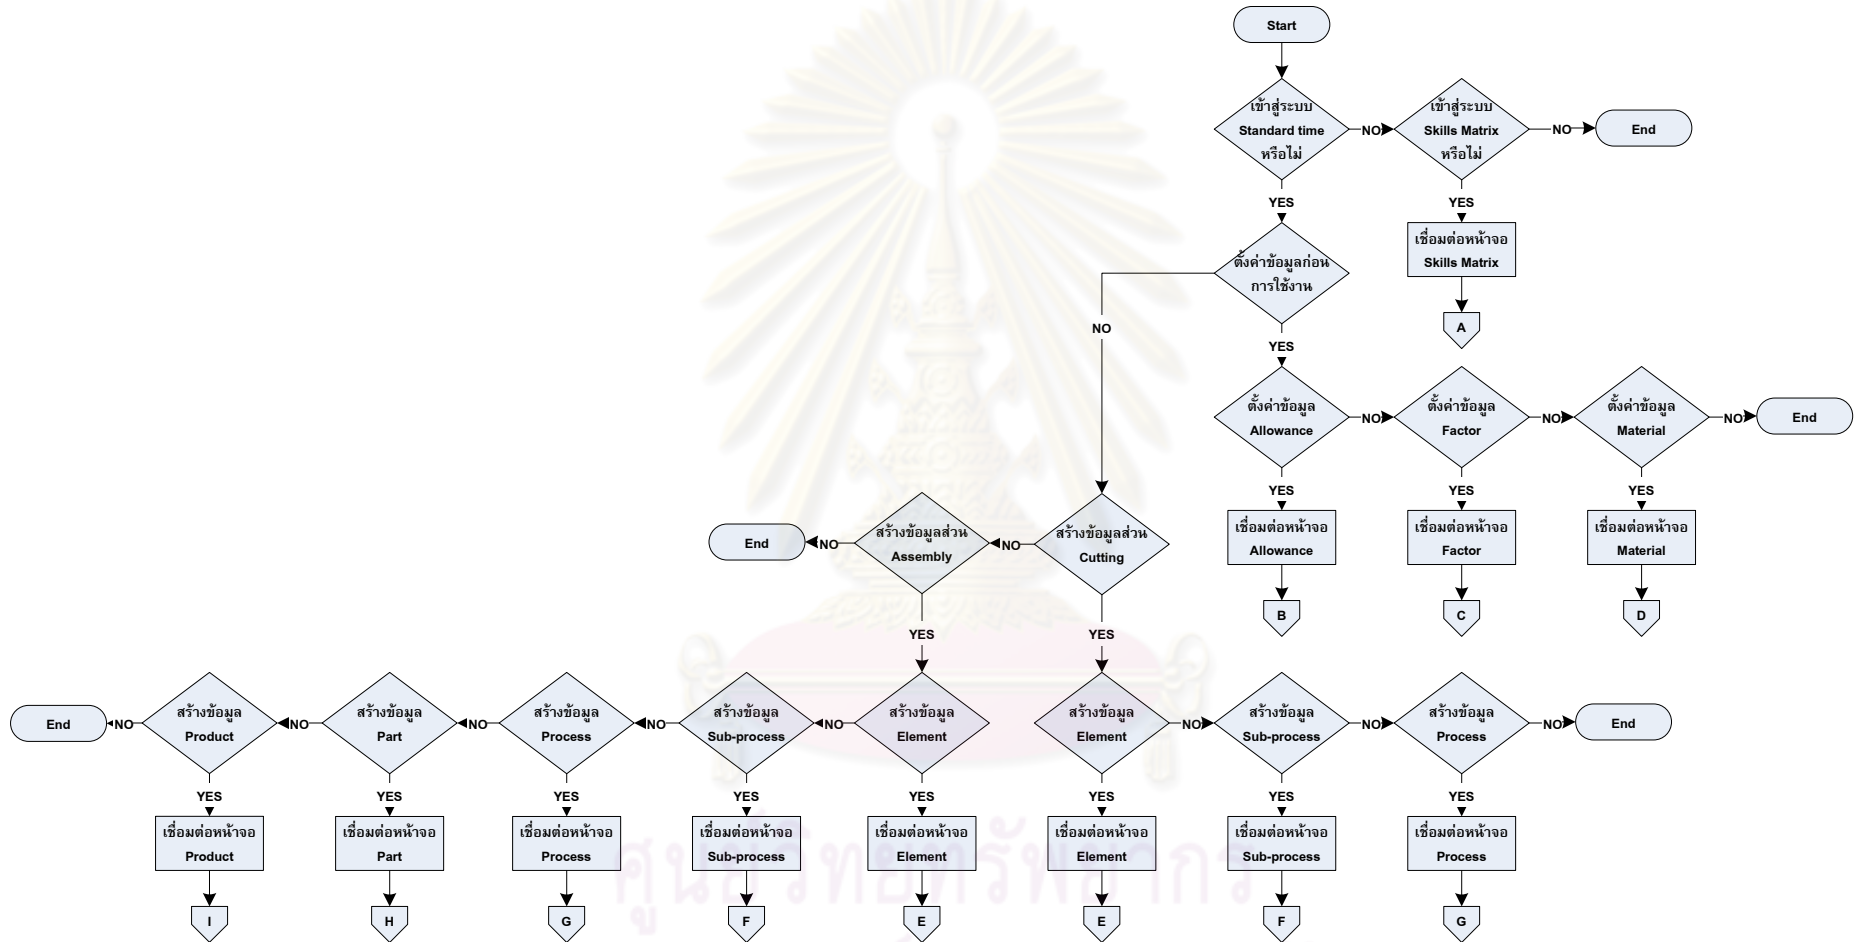 Start
เข้าสู่ระบบ
Standard time
หรือไม่
NO
เข้าสู่ระบบ
Skills Matrix
หรือไม่
NO
End
YES
YES
เชื่อมต่อหน้าจอ
Skills Matrix
A
ตั้งค่าข้อมูลก่อน
การใช้งาน
NO
YES
ตั้งค่าข้อมูล
Allowance
NO
ตั้งค่าข้อมูล
Factor
NO
ตั้งค่าข้อมูล
Material
NO
End
YES
YES
YES
เชื่อมต่อหน้าจอ
Allowance
เชื่อมต่อหน้าจอ
Factor
เชื่อมต่อหน้าจอ
Material
B
C
D
End
NO
สร้างข้อมูลส่วน
Assembly
NO
สร้างข้อมูลส่วน
Cutting
YES
YES
End
NO
สร้างข้อมูล
Product
NO
สร้างข้อมูล
Part
NO
สร้างข้อมูล
Process
NO
สร้างข้อมูล
Sub-process
NO
สร้างข้อมูล
Element
สร้างข้อมูล
Element
NO
สร้างข้อมูล
Sub-process
NO
สร้างข้อมูล
Process
NO
End
YES
YES
YES
YES
YES
YES
YES
YES
เชื่อมต่อหน้าจอ
Product
เชื่อมต่อหน้าจอ
Part
เชื่อมต่อหน้าจอ
Process
เชื่อมต่อหน้าจอ
Sub-process
เชื่อมต่อหน้าจอ
Element
เชื่อมต่อหน้าจอ
Element
เชื่อมต่อหน้าจอ
Sub-process
เชื่อมต่อหน้าจอ
Process
ศูนย์วิทยทรัพยากร
I
H
G
F
E
E
F
G